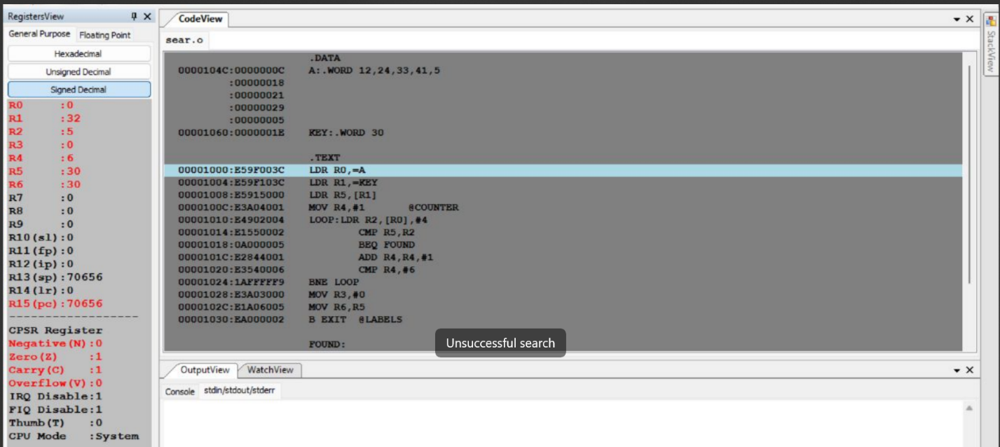 RegistersView
General Purpose Floating Point
Hexadecimal
Unsigned Decimal
Signed Decimal
R0 :0
R1 :32
R2 :5
R3 :0
R4 :6
R5 :30
R6 :30
R7 :0
R8 :0
R9 :0
R10(sl):0
R11(fp):0
R12(ip):0
R13(sp):70656
R14(lr):0
R15(pc):70656
--------------------
CPSR Register
Negative(N):0
Zero(Z) :1
Carry(C) :1
Overflow(V):0
IRQ Disable:1
FIQ Disable:1
Thumb(T) :0
CPU Mode :System
CodeView
sear.o
.DATA
0000104C:0000000C A:.WORD 12,24,33,41,5
:00000018
:00000021
:00000029
:00000005
00001060:0000001E KEY:.WORD 30
.TEXT
00001000:E59F003C LDR R0,=A
00001004:E59F103C LDR R1,=KEY
00001008:E5915000 LDR R5,[R1]
0000100C:E3A04001 MOV R4,#1 @COUNTER
00001010:E4902004 LOOP:LDR R2,[R0],#4
00001014:E1550002 CMP R5,R2
00001018:0A000005 BEQ FOUND
0000101C:E2844001 ADD R4,R4,#1
00001020:E3540006 CMP R4,#6
00001024:1AFFFFF9 BNE LOOP
00001028:E3A03000 MOV R3,#0
0000102C:E1A06005 MOV R6,R5
00001030:EA000002 B EXIT @LABELS
FOUND:
Unsuccessful search
OutputView WatchView
Console stdin/stdout/stderr
StackView